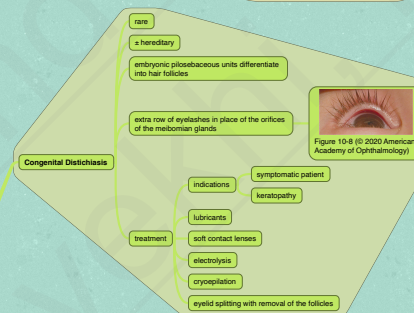 rare
± hereditary
embryonic pilosebaceous units differentiate
into hair follicles
extra row of eyelashes in place of the orifices
of the meibomian glands
Figure 10-8 (© 2020 American
Academy of Ophthalmology)
Congenital Distichiasis
treatment
indications
symptomatic patient
keratopathy
lubricants
soft contact lenses
electrolysis
cryoepilation
eyelid splitting with removal of the follicles